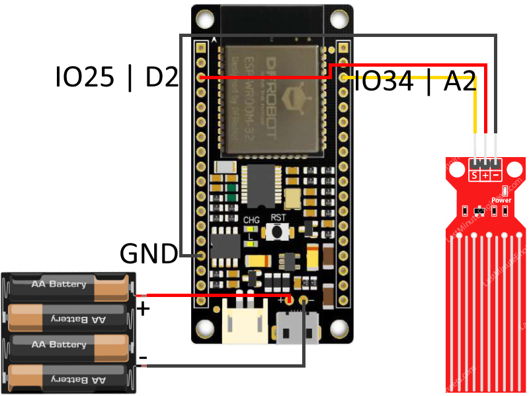 A
IO25 | D2
IO34 | A2
DFROBOT
ESP-WROOM-32
S + -
Power
CHG
RST
L
GND
+ -
AA Battery
+
AA Battery
AA Battery
-
AA Battery